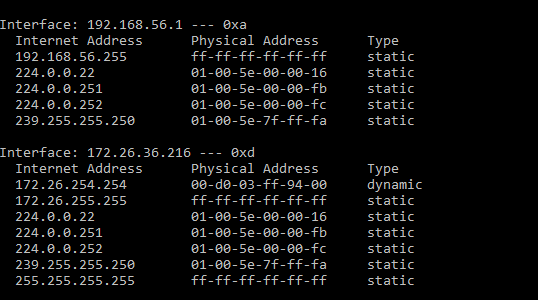 Interface: 192.168.56.1 --- 0xa
  Internet Address      Physical Address      Type
  192.168.56.255        ff-ff-ff-ff-ff-ff     static
  224.0.0.22            01-00-5e-00-00-16     static
  224.0.0.251           01-00-5e-00-00-fb     static
  224.0.0.252           01-00-5e-00-00-fc     static
  239.255.255.250       01-00-5e-7f-ff-fa     static

Interface: 172.26.36.216 --- 0xd
  Internet Address      Physical Address      Type
  172.26.254.254        00-d0-03-ff-94-00     dynamic
  172.26.255.255        ff-ff-ff-ff-ff-ff     static
  224.0.0.22            01-00-5e-00-00-16     static
  224.0.0.251           01-00-5e-00-00-fb     static
  224.0.0.252           01-00-5e-00-00-fc     static
  239.255.255.250       01-00-5e-7f-ff-fa     static
  255.255.255.255       ff-ff-ff-ff-ff-ff     static